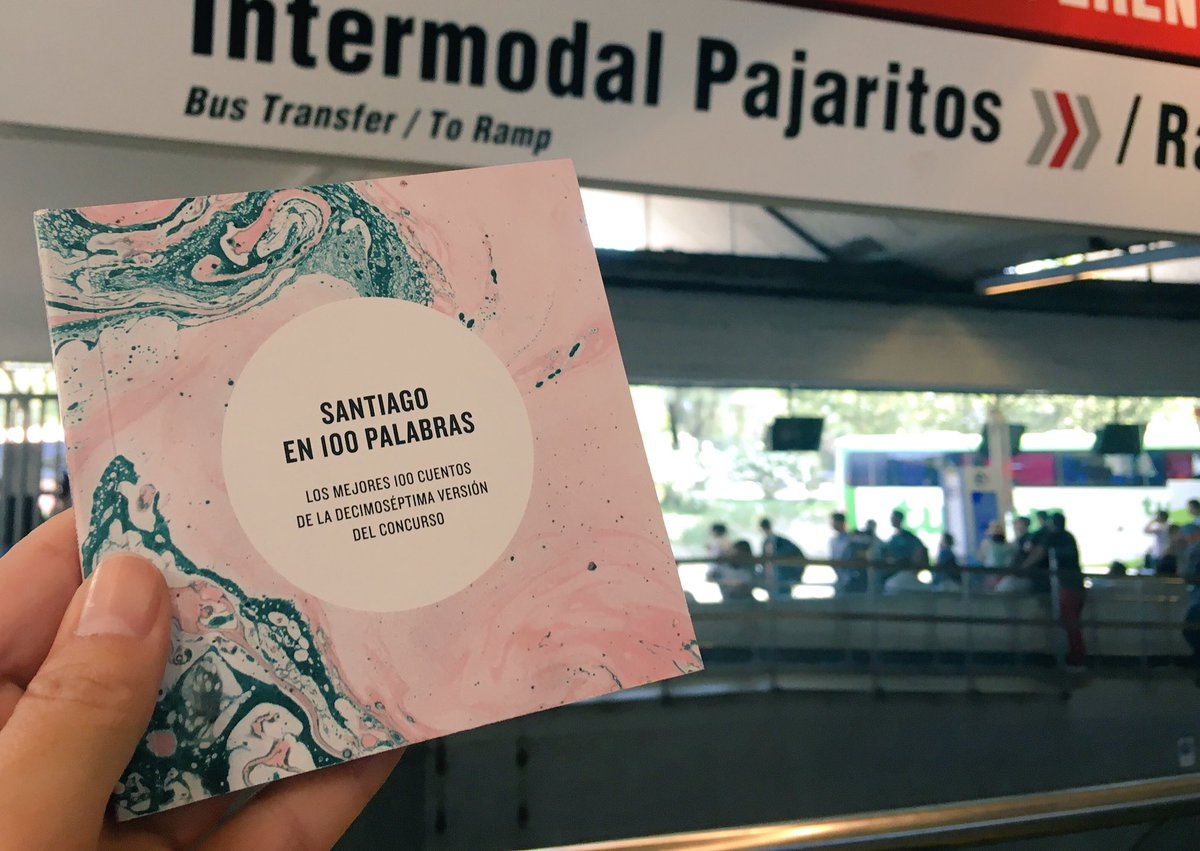 Intermodal Pajaritos /
Bus Transfer / To Ramp
SANTIAGO
EN 100 PALABRAS
LOS MEJORES 100 CUENTOS
DE LA DECIMOSÉPTIMA VERSIÓN
DEL CONCURSO